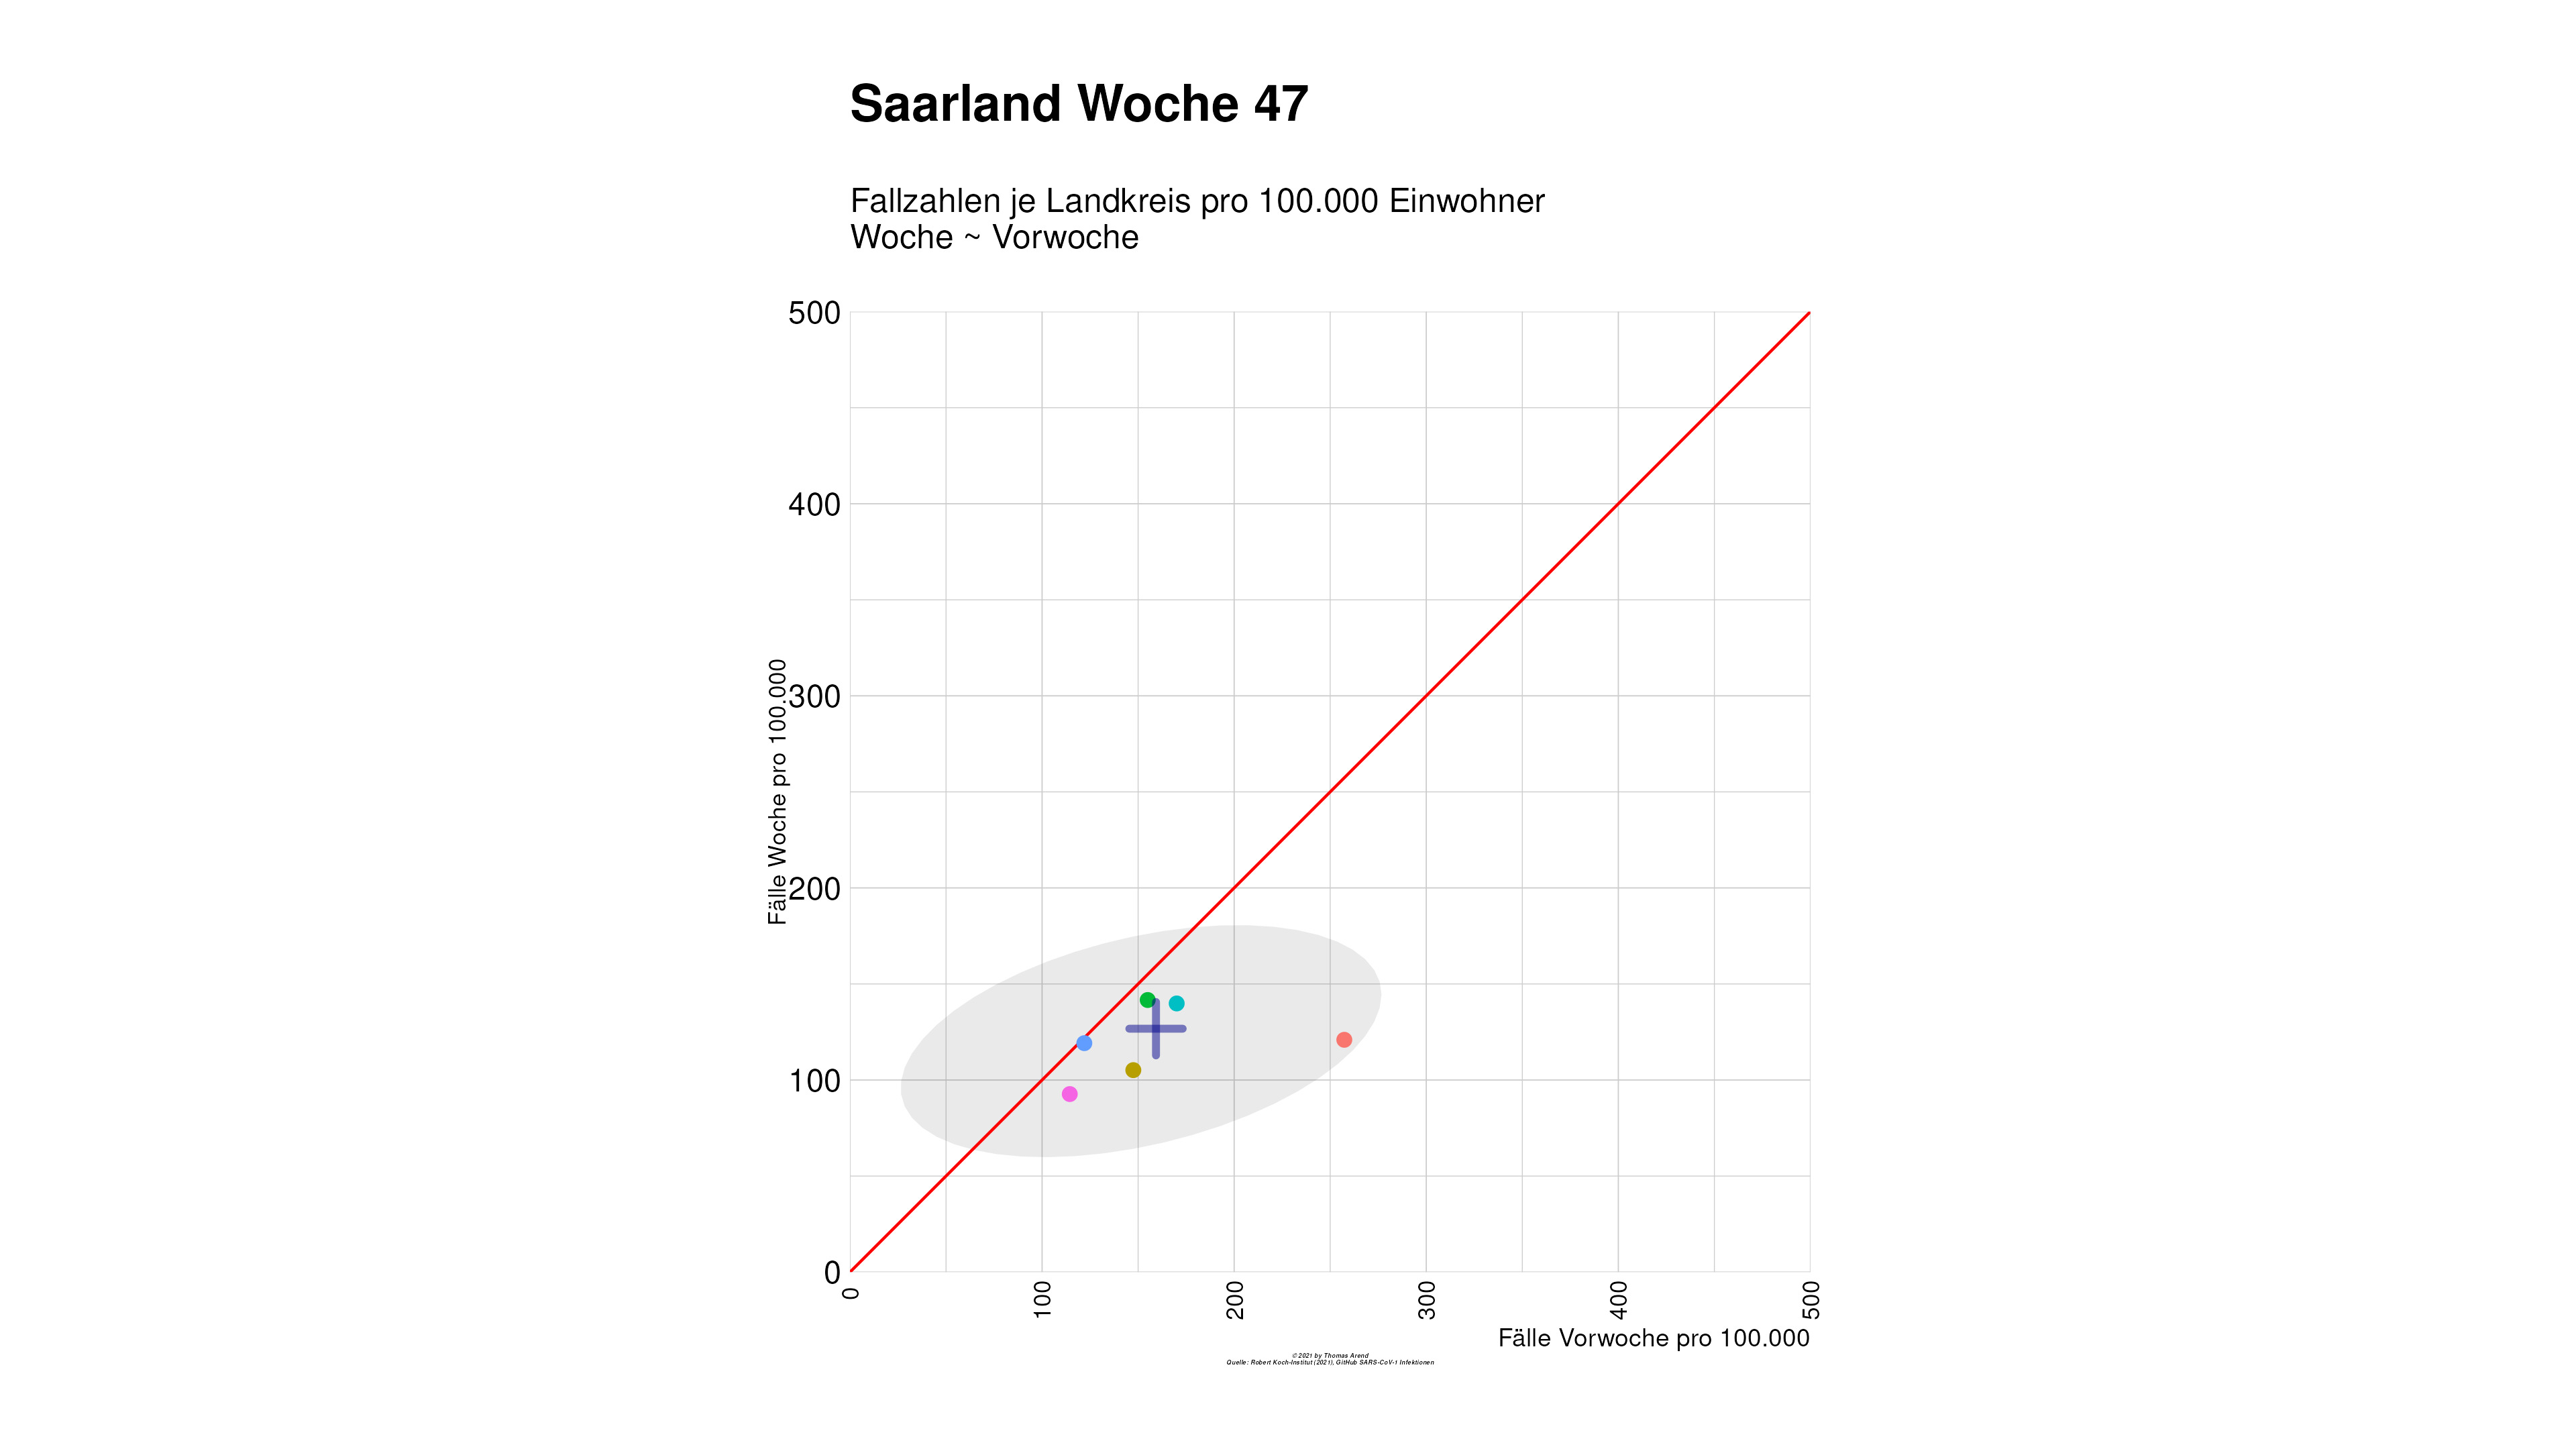 Saarland Woche 47
Fallzahlen je Landkreis pro 100.000 Einwohner
Woche ~ Vorwoche
500
400
300
200
100
0
Fälle Woche pro 100.000
0
100
200
300
400
500
Fälle Vorwoche pro 100.000
© 2021 by Thomas Arend
Quelle: Robert Koch-Institut (2021), GitHub SARS-CoV-1 Infektionen